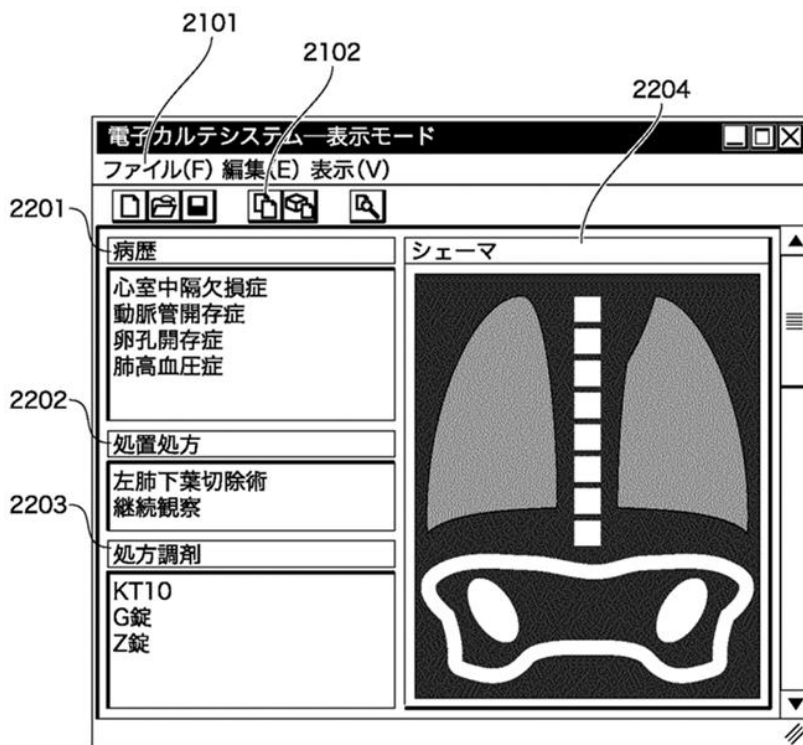 2101
2102
2204
電子カルテシステム―表示モード
ファイル(F) 編集(E) 表示(V)
2201
病歴
心室中隔欠損症
動脈管開存症
卵孔開存症
肺高血圧症
2202
処置処方
左肺下葉切除術
継続観察
2203
処方調剤
KT10
G錠
Z錠
シェーマ